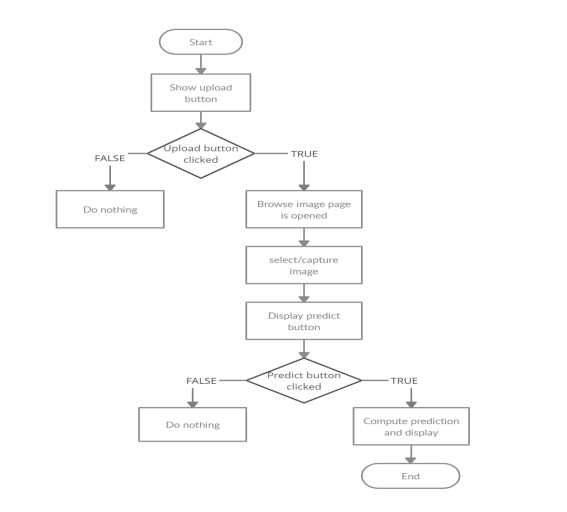 Start
Show upload
button
Upload button
clicked
FALSE
TRUE
Do nothing
Browse image page
is opened
select/capture
image
Display predict
button
Predict button
clicked
FALSE
TRUE
Do nothing
Compute prediction
and display
End